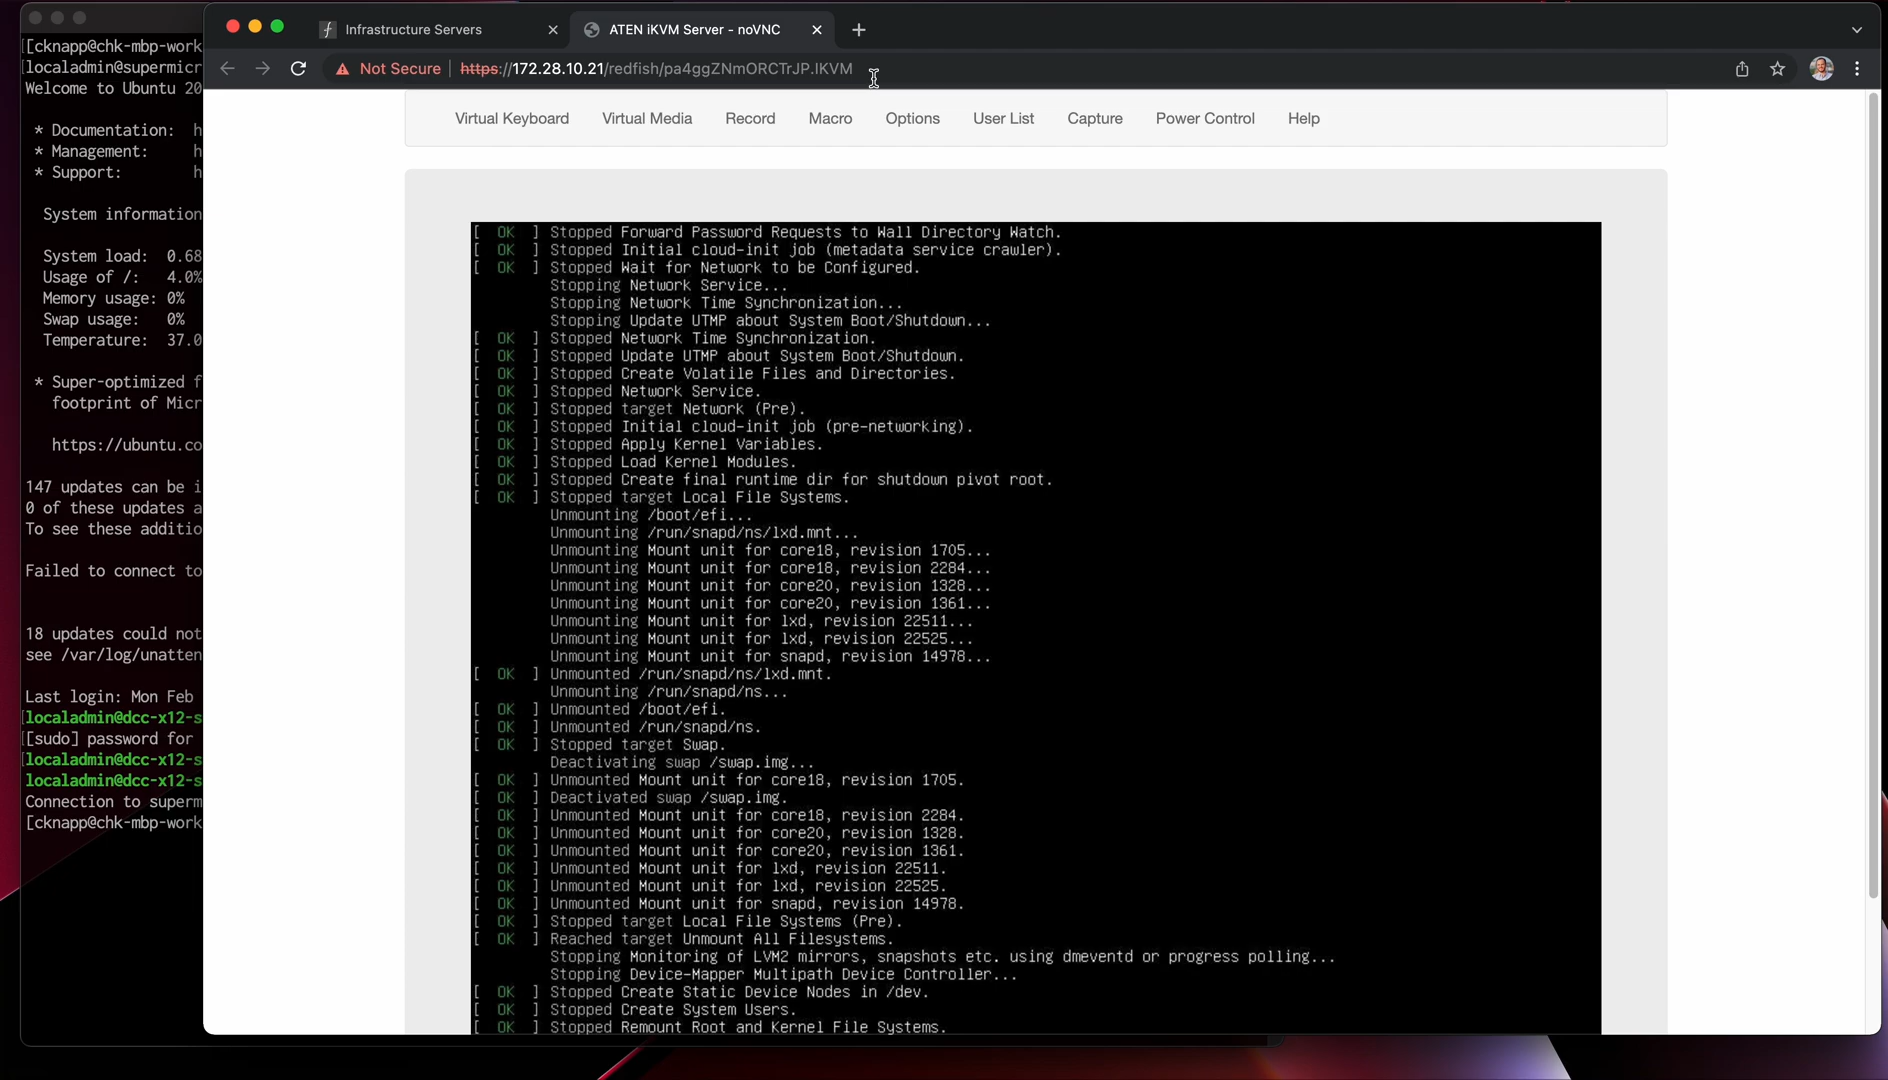 [cknapp@chk-mbp-work
[localadmin@supermicr
Welcome to Ubuntu 20
* Documentation: h
* Management: h
* Support: h
System information
System load: 0.68
Usage of /: 4.0%
Memory usage: 0%
Swap usage: 0%
Temperature: 37.0
* Super-optimized f
footprint of Micr
https://ubuntu.co
147 updates can be i
0 of these updates a
To see these additio
Failed to connect to
18 updates could not
see /var/log/unatten
Last login: Mon Feb
[localadmin@dcc-x12-s
[[sudo] password for
[localadmin@dcc-x12-s
localadmin@dcc-x12-s
Connection to superm
[cknapp@chk-mbp-work
Infrastructure Servers
ATEN iKVM Server - noVNC
Not Secure | https://172.28.10.21/redfish/pa4ggZNmORCTrJP.IKVM
Virtual Keyboard Virtual Media Record Macro Options User List Capture Power Control Help
[ OK ] Stopped Forward Password Requests to Wall Directory Watch.
[ OK ] Stopped Initial cloud-init job (metadata service crawler).
[ OK ] Stopped Wait for Network to be Configured.
Stopping Network Service...
Stopping Network Time Synchronization...
Stopping Update UTMP about System Boot/Shutdown...
[ OK ] Stopped Network Time Synchronization.
[ OK ] Stopped Update UTMP about System Boot/Shutdown.
[ OK ] Stopped Create Volatile Files and Directories.
[ OK ] Stopped Network Service.
[ OK ] Stopped target Network (Pre).
[ OK ] Stopped Initial cloud-init job (pre-networking).
[ OK ] Stopped Apply Kernel Variables.
[ OK ] Stopped Load Kernel Modules.
[ OK ] Stopped Create final runtime dir for shutdown pivot root.
[ OK ] Stopped target Local File Systems.
Unmounting /boot/efi...
Unmounting /run/snapd/ns/lxd.mnt...
Unmounting Mount unit for core18, revision 1705...
Unmounting Mount unit for core18, revision 2284...
Unmounting Mount unit for core20, revision 1328...
Unmounting Mount unit for core20, revision 1361...
Unmounting Mount unit for lxd, revision 22511...
Unmounting Mount unit for lxd, revision 22525...
Unmounting Mount unit for snapd, revision 14978...
[ OK ] Unmounted /run/snapd/ns/lxd.mnt.
Unmounting /run/snapd/ns...
[ OK ] Unmounted /boot/efi.
[ OK ] Unmounted /run/snapd/ns.
[ OK ] Stopped target Swap.
Deactivating swap /swap.img...
[ OK ] Unmounted Mount unit for core18, revision 1705.
[ OK ] Deactivated swap /swap.img.
[ OK ] Unmounted Mount unit for core18, revision 2284.
[ OK ] Unmounted Mount unit for core20, revision 1328.
[ OK ] Unmounted Mount unit for core20, revision 1361.
[ OK ] Unmounted Mount unit for lxd, revision 22511.
[ OK ] Unmounted Mount unit for lxd, revision 22525.
[ OK ] Unmounted Mount unit for snapd, revision 14978.
[ OK ] Stopped target Local File Systems (Pre).
[ OK ] Reached target Unmount All Filesystems.
Stopping Monitoring of LVM2 mirrors, snapshots etc. using dmeventd or progress polling...
Stopping Device-Mapper Multipath Device Controller...
[ OK ] Stopped Create Static Device Nodes in /dev.
[ OK ] Stopped Create System Users.
[ OK ] Stopped Remount Root and Kernel File Systems.